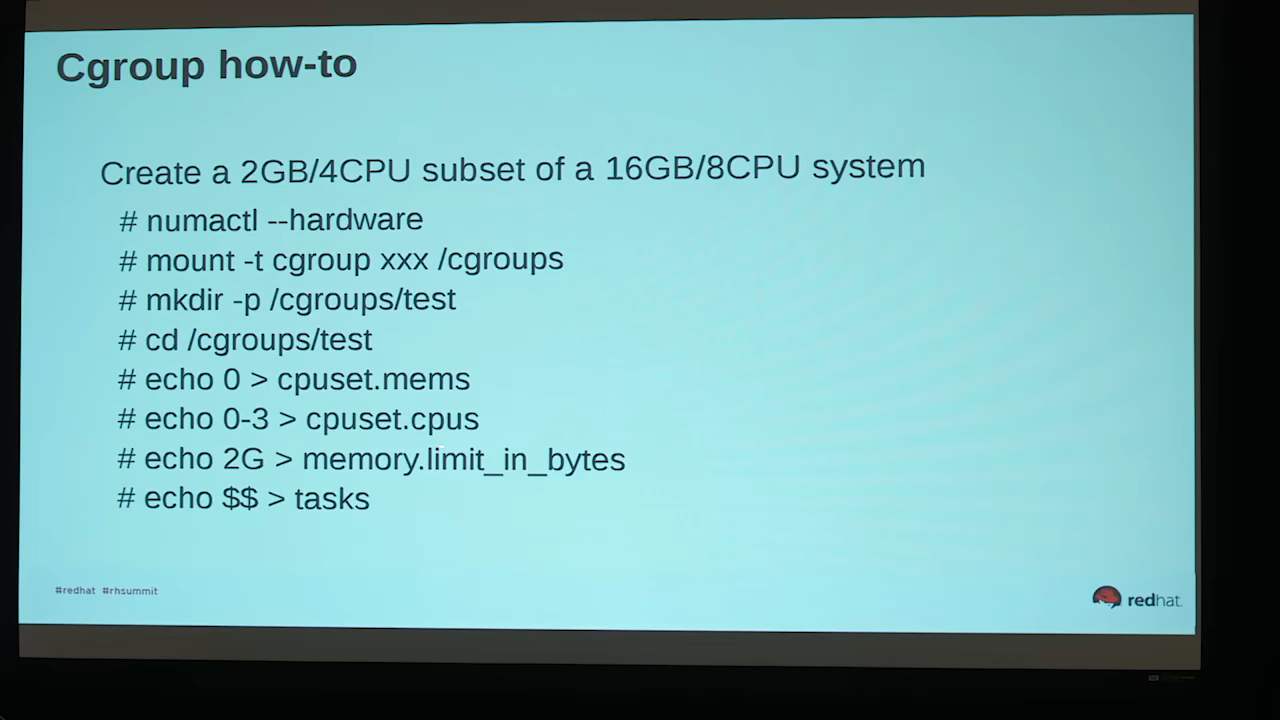 Cgroup how-to
Create a 2GB/4CPU subset of a 16GB/8CPU system
# numactl --hardware
# mount -t cgroup xxx /cgroups
# mkdir -p /cgroups/test
# cd /cgroups/test
# echo 0 > cpuset.mems
# echo 0-3 > cpuset.cpus
# echo 2G > memory.limit_in_bytes
# echo $$ > tasks
#redhat #rhsummit
redhat.